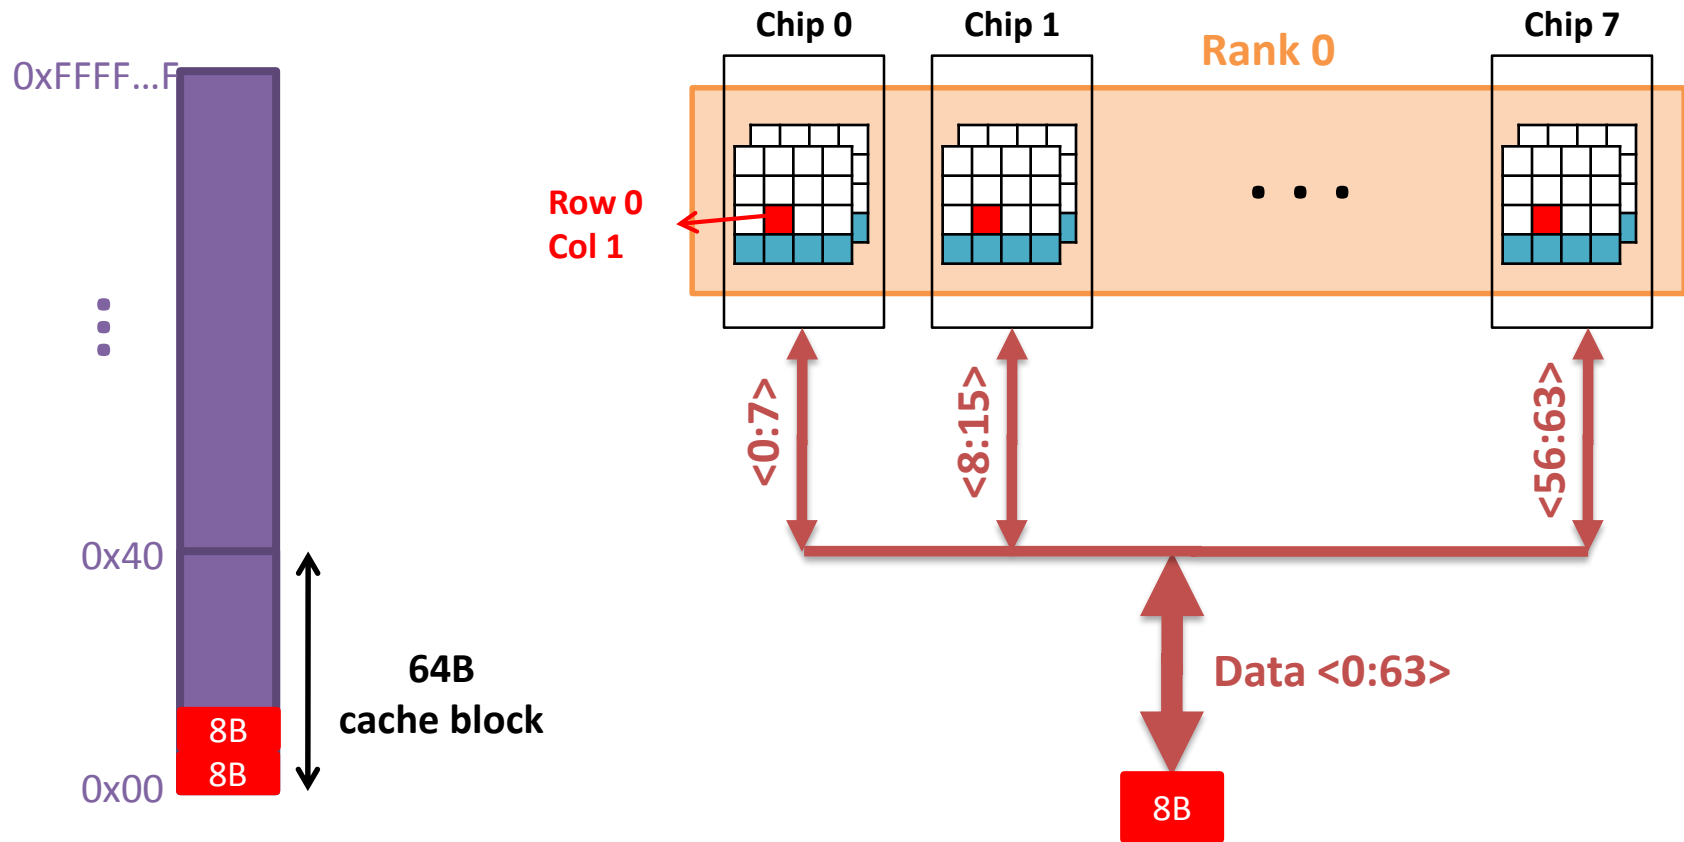 Chip 0
Chip 1
Chip 7
Rank 0
0xFFFF...F
Row 0
Col 1
<0:7>
<8:15>
<56:63>
0x40
64B
cache block
Data <0:63>
8B
8B
0x00
8B